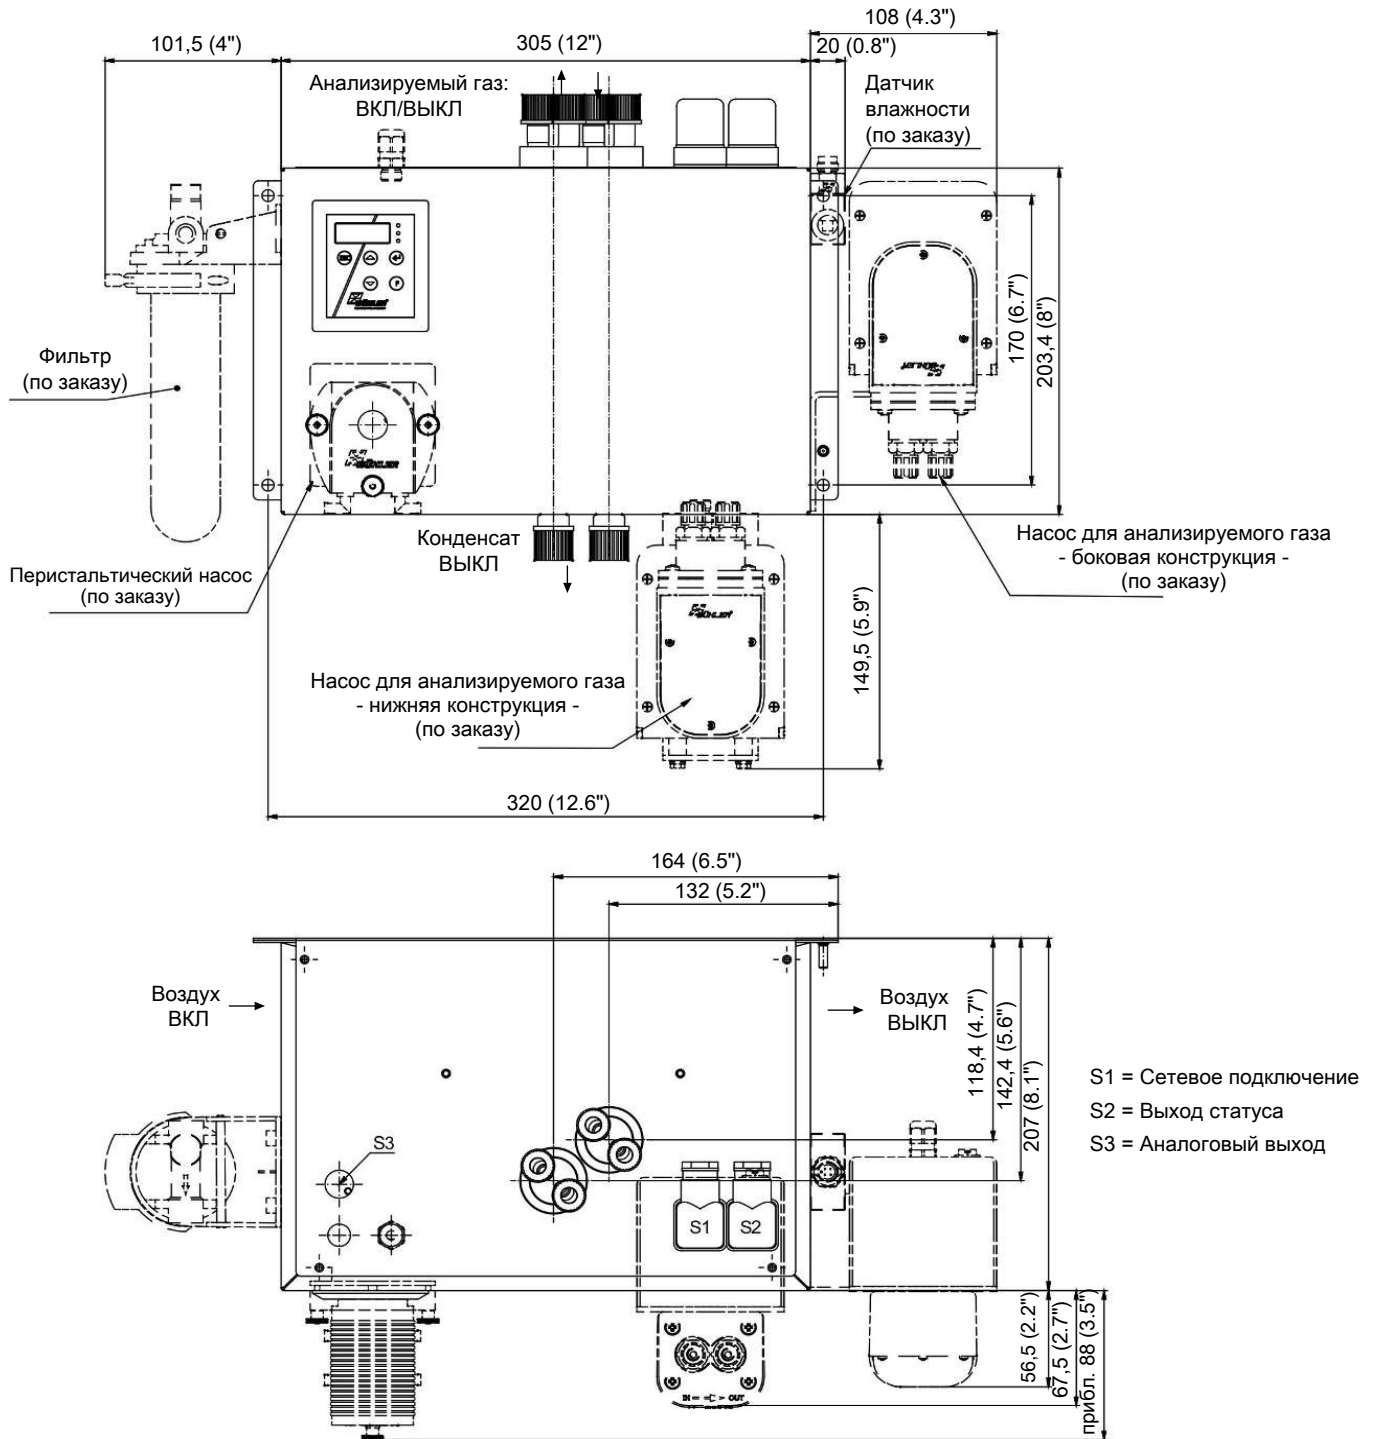 108 (4.3")
101,5 (4")
305 (12")
20 (0.8")
Анализируемый газ:
ВКЛ/ВЫКЛ
Датчик
влажности
(по заказу)
170 (6.7")
203,4 (8")
Фильтр
(по заказу)
Перистальтический насос
(по заказу)
Конденсат
ВЫКЛ
Насос для анализируемого газа
- боковая конструкция -
(по заказу)
149,5 (5.9")
Насос для анализируемого газа
- нижняя конструкция -
(по заказу)
320 (12.6")
164 (6.5")
132 (5.2")
Воздух
ВКЛ
Воздух
ВЫКЛ
118,4 (4.7")
142,4 (5.6")
207 (8.1")
S1 = Сетевое подключение
S2 = Выход статуса
S3 = Аналоговый выход
S3
S1
S2
56,5 (2.2")
67,5 (2.7")
прибл. 88 (3.5")
IN
OUT